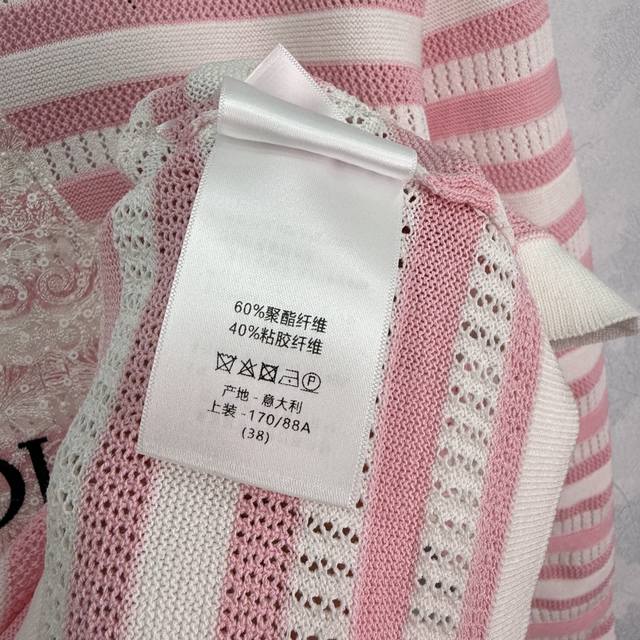 60%聚酯纤维
40%粘胶纤维
P
产地 - 意大利
上装 - 170/88A
(38)